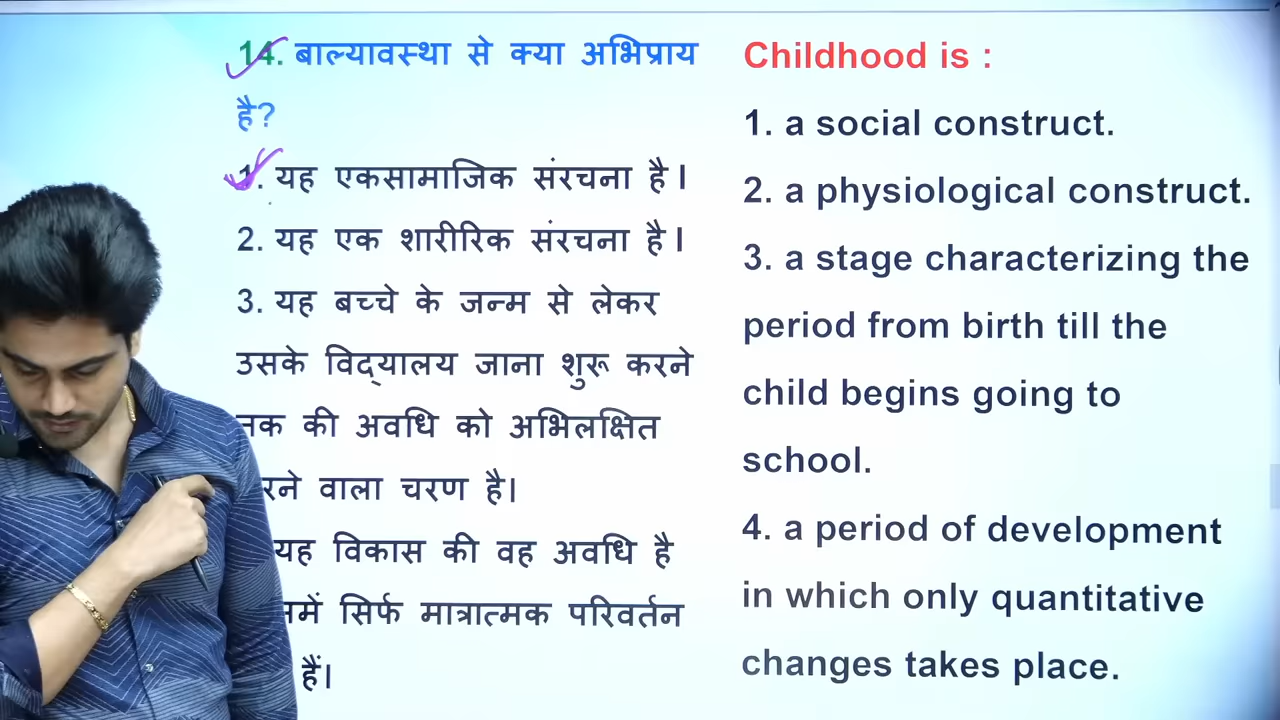 14. बाल्यावस्था से क्या अभिप्राय
है?
1. यह एकसामाजिक संरचना है।
2. यह एक शारीरिक संरचना है।
3. यह बच्चे के जन्म से लेकर
उसके विद्यालय जाना शुरू करने
की अवधि को अभिलक्षित
वाला चरण है।
यह विकास की वह अवधि है
सिर्फ मात्रात्मक परिवर्तन
हैं।
Childhood is :
1. a social construct.
2. a physiological construct.
3. a stage characterizing the
period from birth till the
child begins going to
school.
4. a period of development
in which only quantitative
changes takes place.